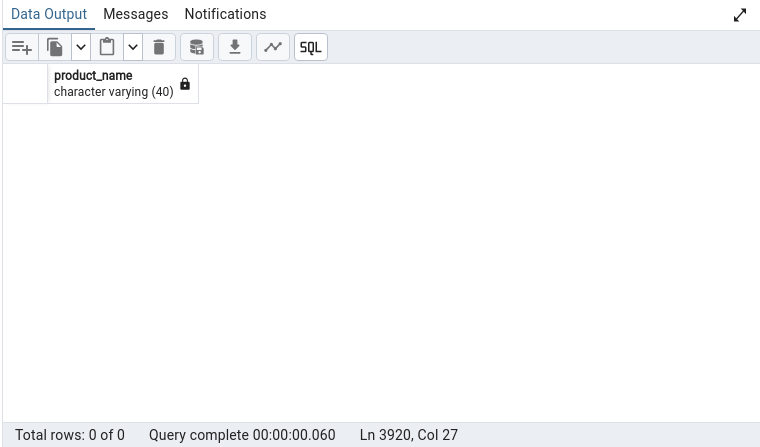 Data Output Messages Notifications
SQL
product_name
character varying (40)
Total rows: 0 of 0 Query complete 00:00:00.060 Ln 3920, Col 27